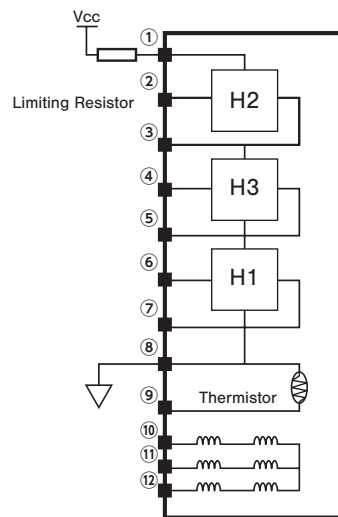 Vcc
①
②
H2
Limiting Resistor
③
④
H3
⑤
⑥
H1
⑦
⑧
⑨
Thermistor
⑩
⑪
⑫